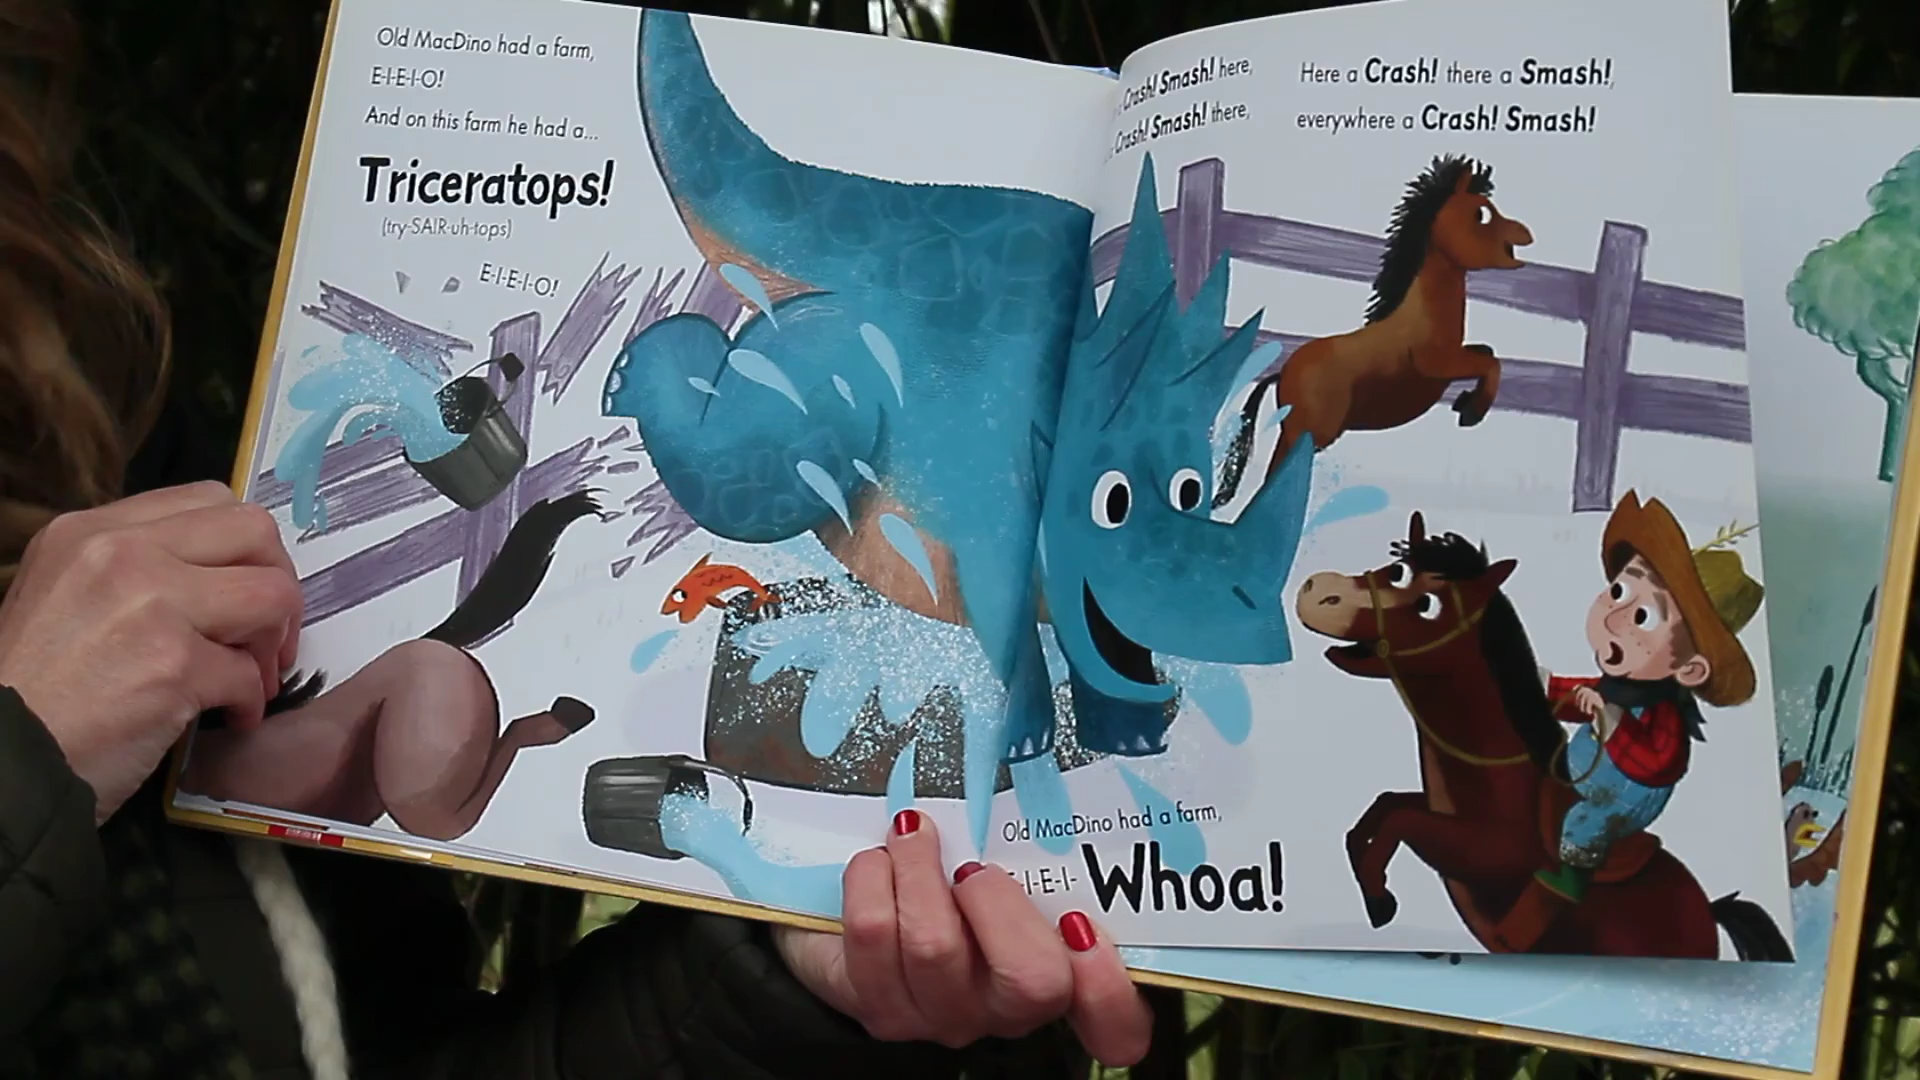 Old MacDino had a farm,
E-I-E-I-O!
And on this farm he had a...
Triceratops!
(try-SAIR-uh-tops)
E-I-E-I-O!
Crash! Smash! here,
Crash! Smash! there,
Here a Crash! there a Smash!,
everywhere a Crash! Smash!
Old MacDino had a farm,
-I-E-I- Whoa!